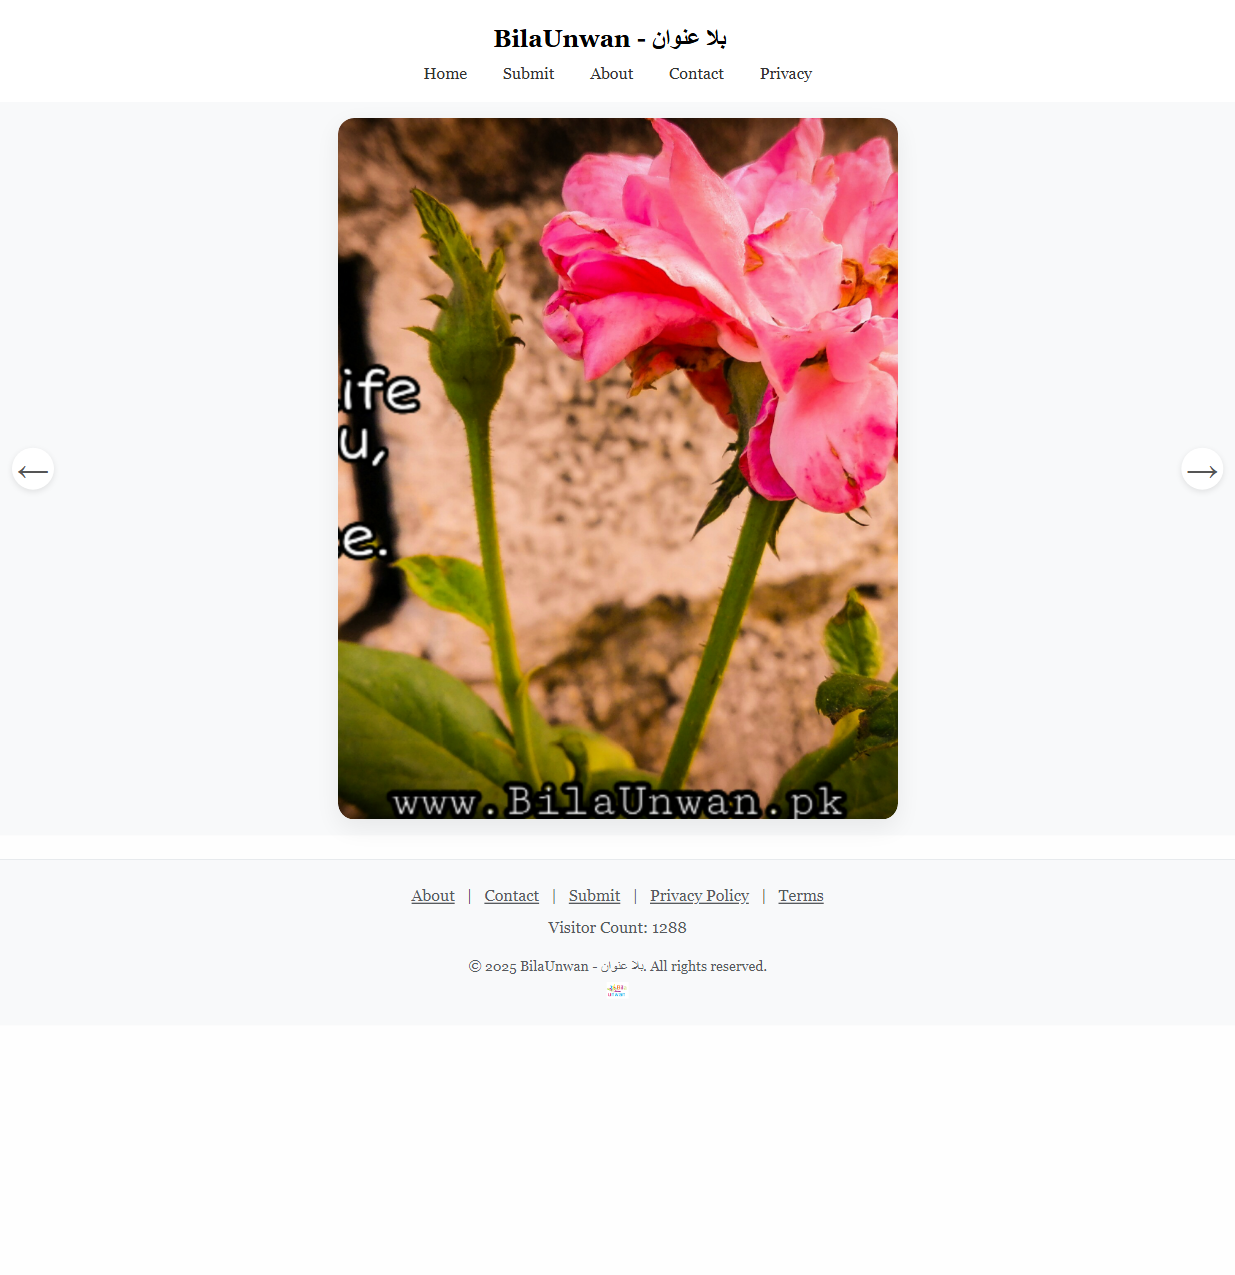 BilaUnwan - بلا عنوان
Home Submit About Contact Privacy
ife
u,
e.
www.BilaUnwan.pk
About | Contact | Submit | Privacy Policy | Terms
Visitor Count: 1288
© 2025 BilaUnwan - بلا عنوان. All rights reserved.